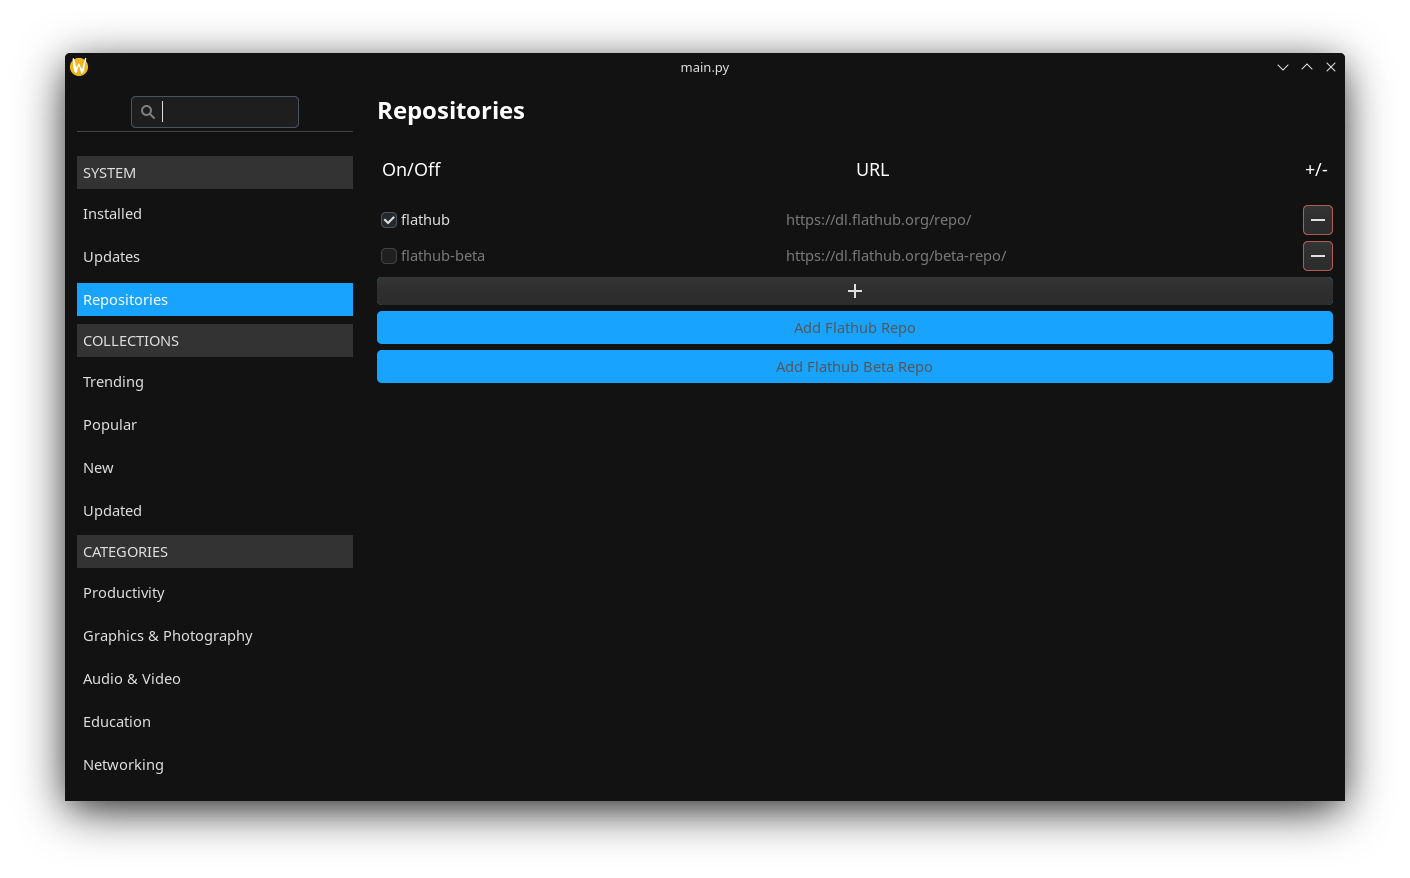 main.py
Repositories
SYSTEM
Installed
Updates
Repositories
COLLECTIONS
Trending
Popular
New
Updated
CATEGORIES
Productivity
Graphics & Photography
Audio & Video
Education
Networking
On/Off URL +/-
flathub https://dl.flathub.org/repo/
flathub-beta https://dl.flathub.org/beta-repo/
Add Flathub Repo
Add Flathub Beta Repo